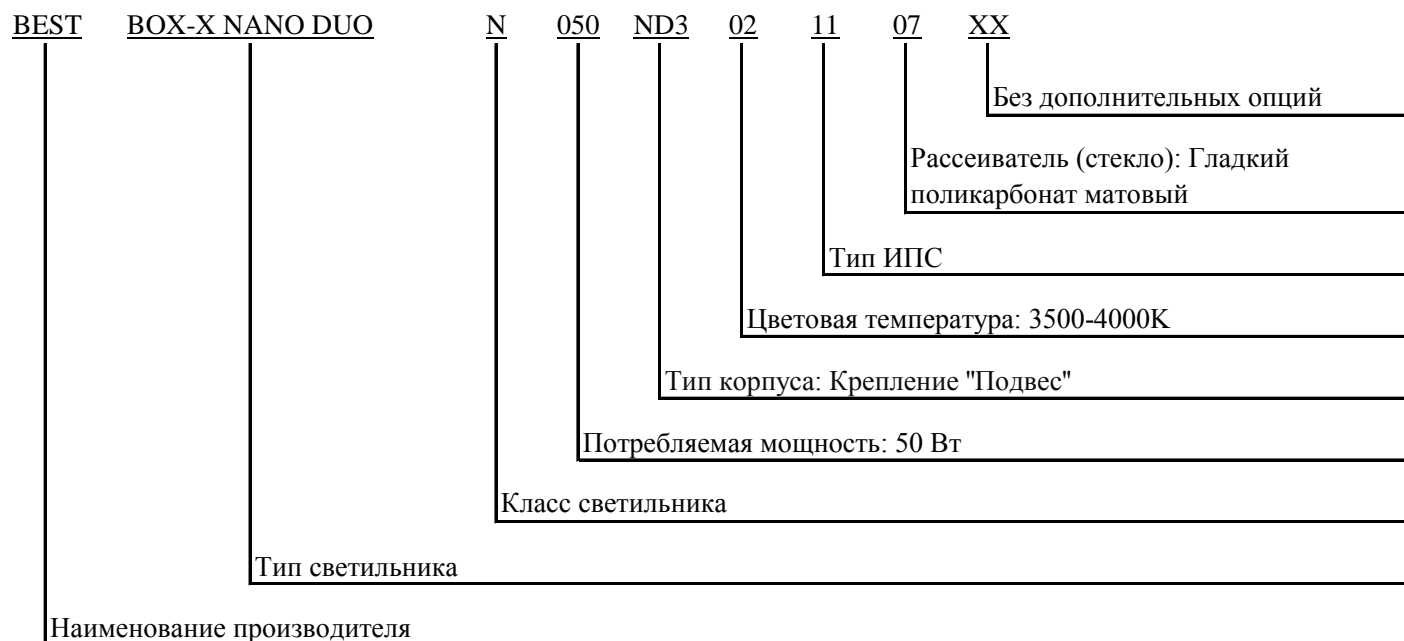 BEST BOX-X NANO DUO N 050 ND3 02 11 07 XX
Без дополнительных опций
Рассеиватель (стекло): Гладкий
поликарбонат матовый
Тип ИПС
Цветовая температура: 3500-4000K
Тип корпуса: Крепление "Подвес"
Потребляемая мощность: 50 Вт
Класс светильника
Тип светильника
Наименование производителя